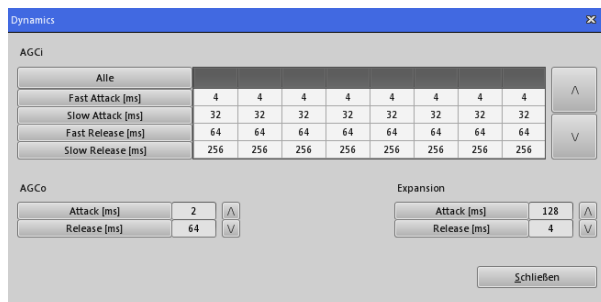 Dynamics
AGCi
Alle
Fast Attack [ms] 4 4 4 4 4 4 4 4
Slow Attack [ms] 32 32 32 32 32 32 32 32
Fast Release [ms] 64 64 64 64 64 64 64 64
Slow Release [ms] 256 256 256 256 256 256 256 256
AGCo
Attack [ms] 2
Release [ms] 64
Expansion
Attack [ms] 128
Release [ms] 4
Schließen